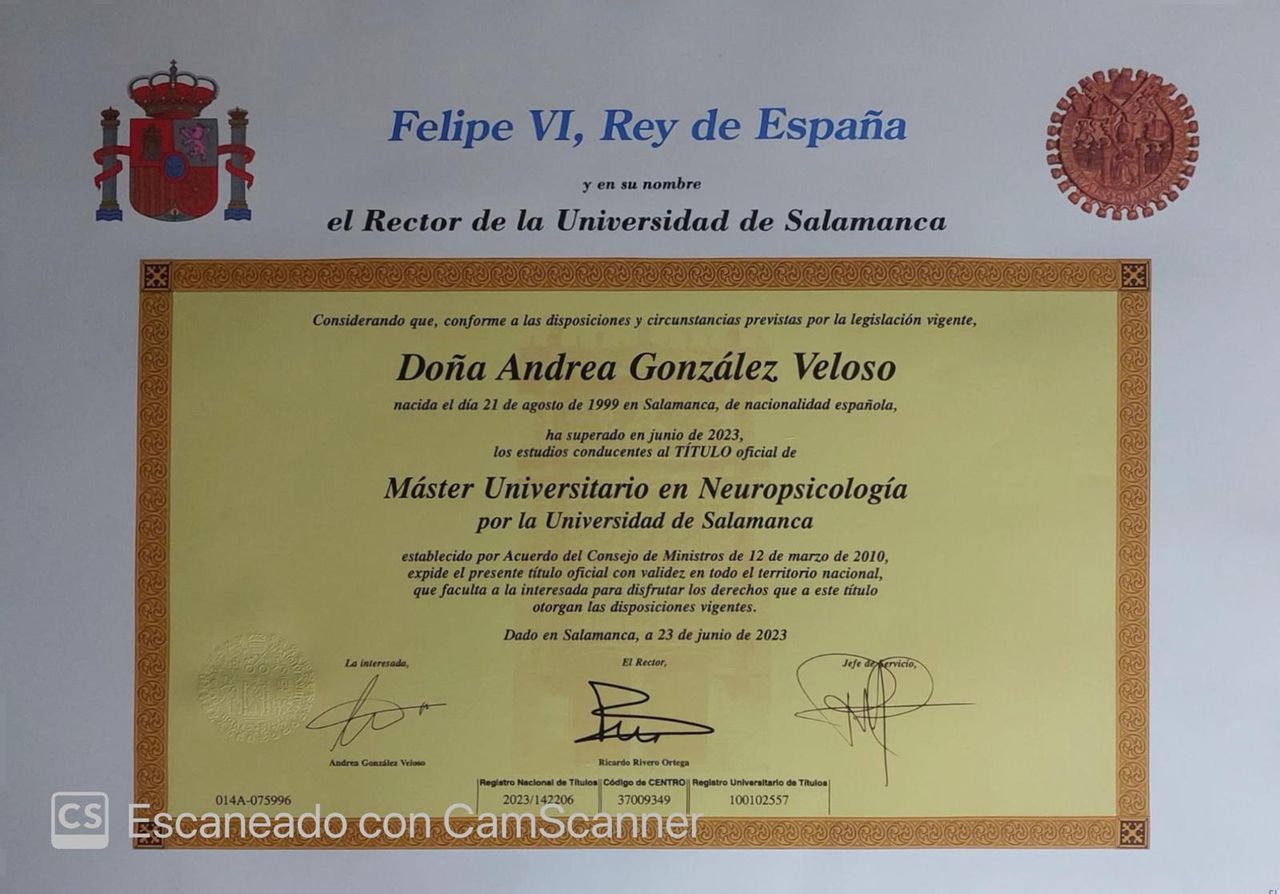 Felipe VI, Rey de España
y en su nombre
el Rector de la Universidad de Salamanca
Considerando que, conforme a las disposiciones y circunstancias previstas por la legislación vigente,
Doña Andrea González Veloso
nacida el día 21 de agosto de 1999 en Salamanca, de nacionalidad española,
ha superado en junio de 2023,
los estudios conducentes al TÍTULO oficial de
Máster Universitario en Neuropsicología
por la Universidad de Salamanca
establecido por Acuerdo del Consejo de Ministros de 12 de marzo de 2010,
expide el presente título oficial con validez en todo el territorio nacional,
que faculta a la interesada para disfrutar los derechos que a este título
otorgan las disposiciones vigentes.
Dado en Salamanca, a 23 de junio de 2023
La interesada, El Rector, Jefe de Servicio,
Andrea González Veloso Ricardo Rivero Ortega
Registro Nacional de Títulos Código de CENTRO Registro Universitario de Títulos
014A-075996 2023/142206 37009349 100102557
CS Escaneado con CamScanner